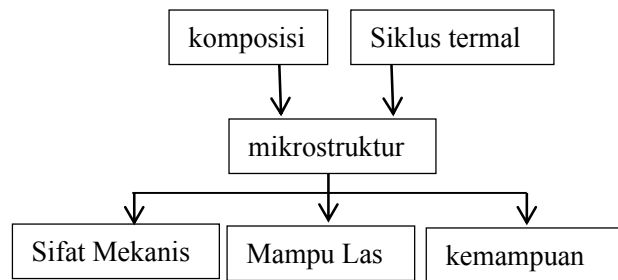 komposisi
Siklus termal
mikrostruktur
Sifat Mekanis
Mampu Las
kemampuan